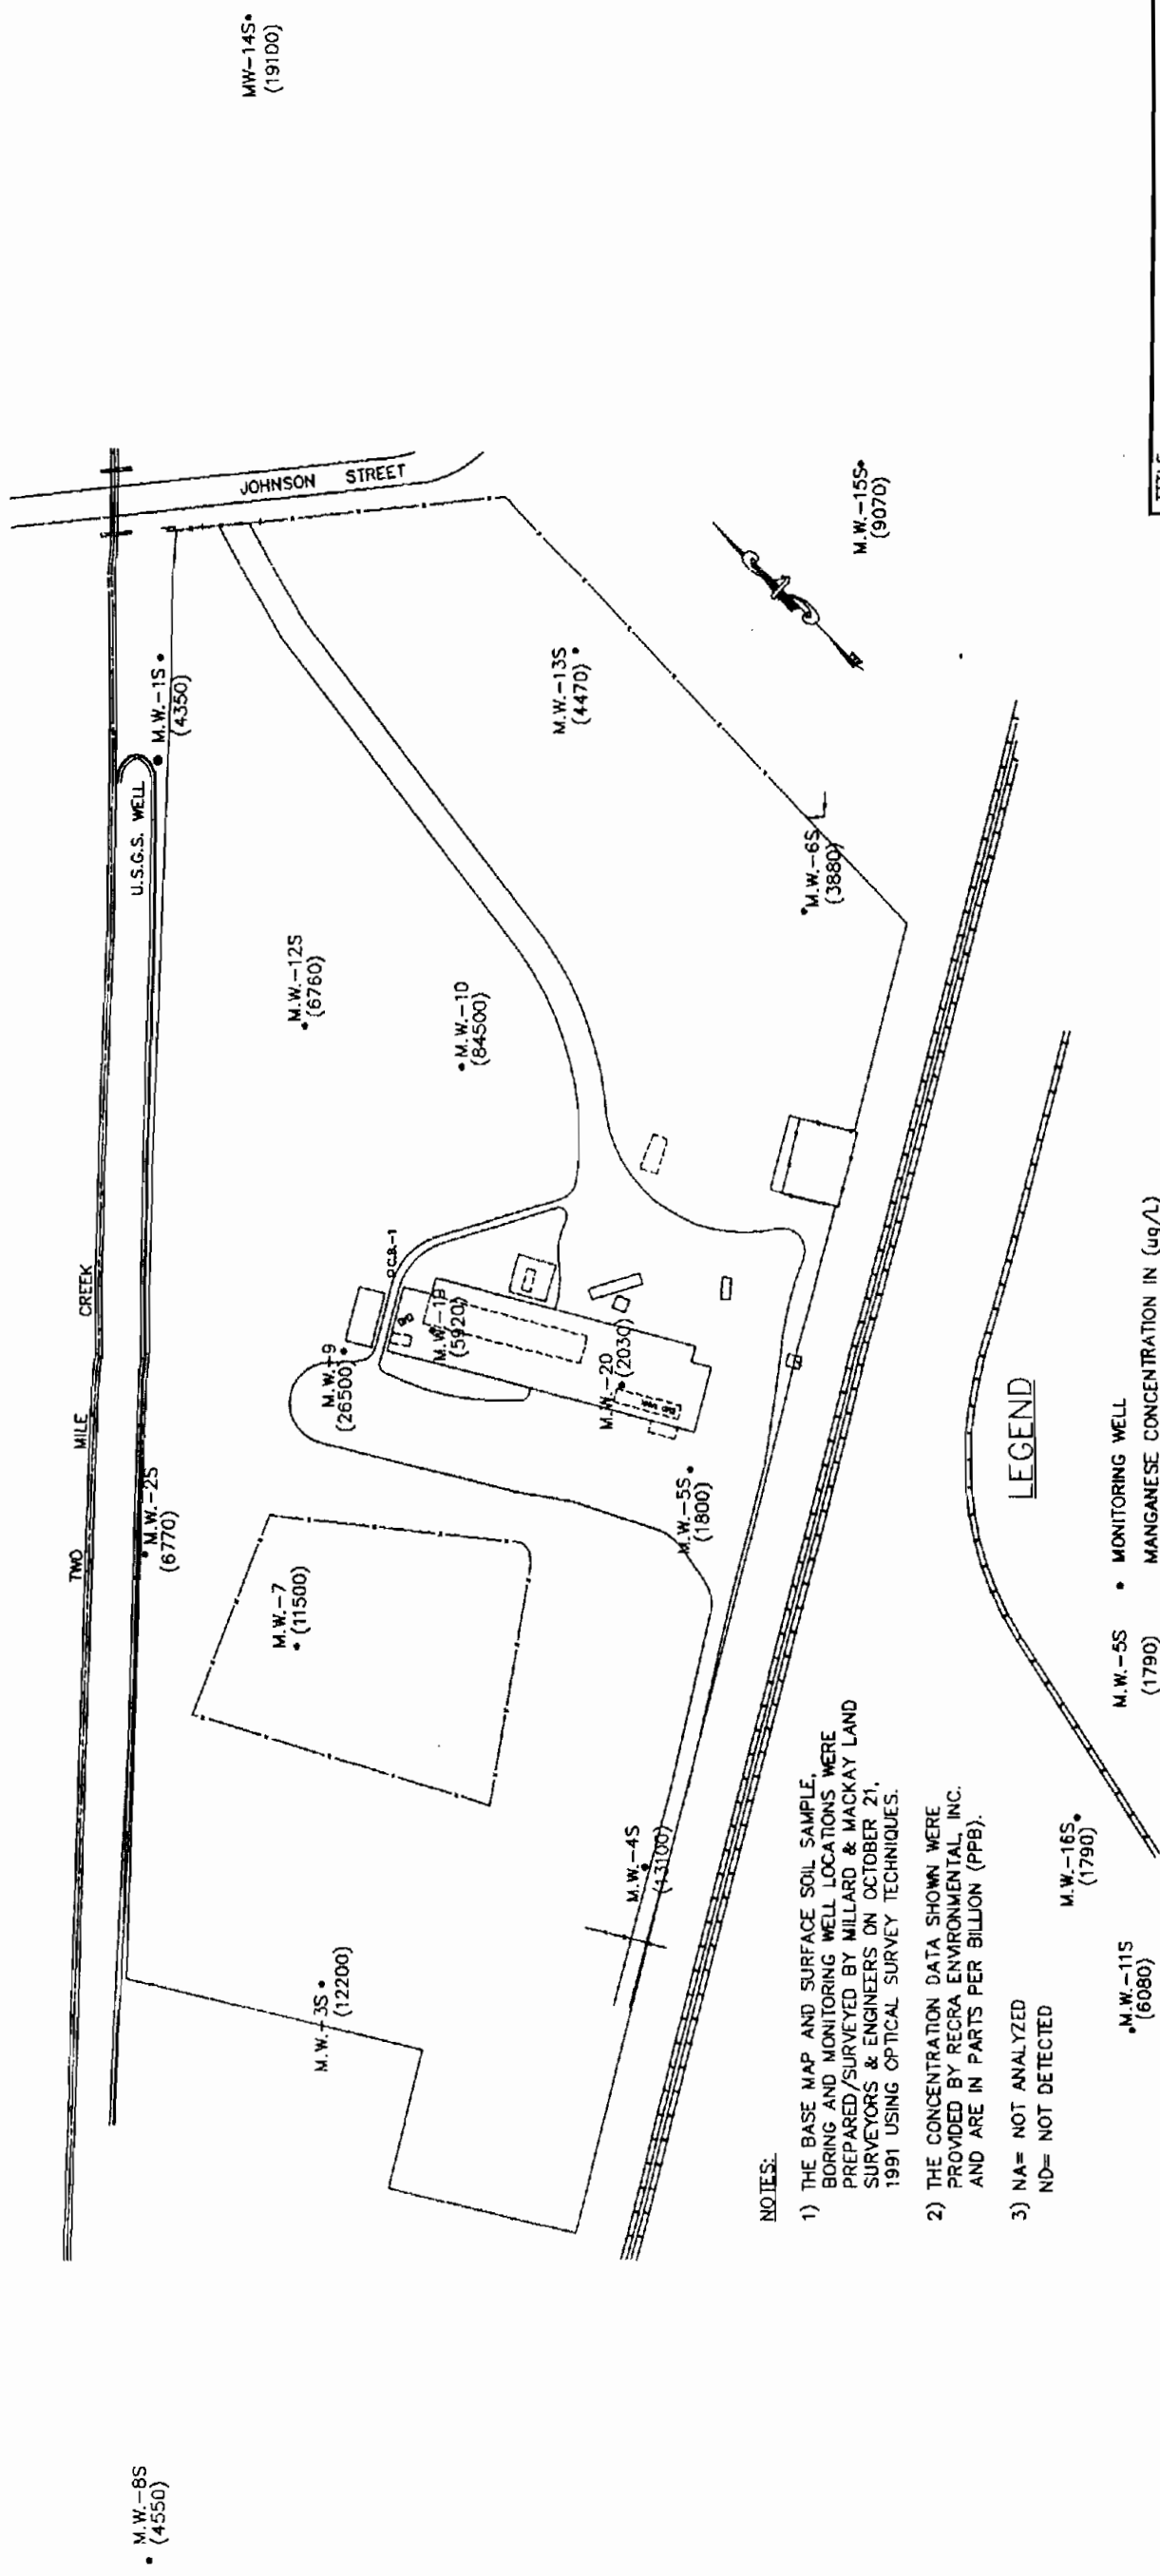 MW-14S
(19100)
JOHNSON STREET
M.W.-15S
(9070)
M.W.-1S
(4350)
U.S.G.S. WELL
M.W.-13S
(4470)
M.W.-6S
(3880)
M.W.-12S
(6760)
M.W.-10
(84500)
TWO MILE CREEK
C.B.-1
M.W.-9
(26500)
M.W.-19
(5920)
M.W.-20
(2030)
M.W.-2S
(6770)
M.W.-5S
(1800)
M.W.-7
(11500)
M.W.-4S
(13100)
M.W.-3S
(12200)
M.W.-8S
(4550)
M.W.-16S
(1790)
M.W.-11S
(6080)
NOTES:
1) THE BASE MAP AND SURFACE SOIL SAMPLE,
BORING AND MONITORING WELL LOCATIONS WERE
PREPARED/SURVEYED BY MILLARD & MACKAY LAND
SURVEYORS & ENGINEERS ON OCTOBER 21,
1991 USING OPTICAL SURVEY TECHNIQUES.
2) THE CONCENTRATION DATA SHOWN WERE
PROVIDED BY RECRA ENVIRONMENTAL, INC.
AND ARE IN PARTS PER BILLION (PPB).
3) NA= NOT ANALYZED
ND= NOT DETECTED
LEGEND
M.W.-5S • MONITORING WELL
(1790) MANGANESE CONCENTRATION IN (ug/L)